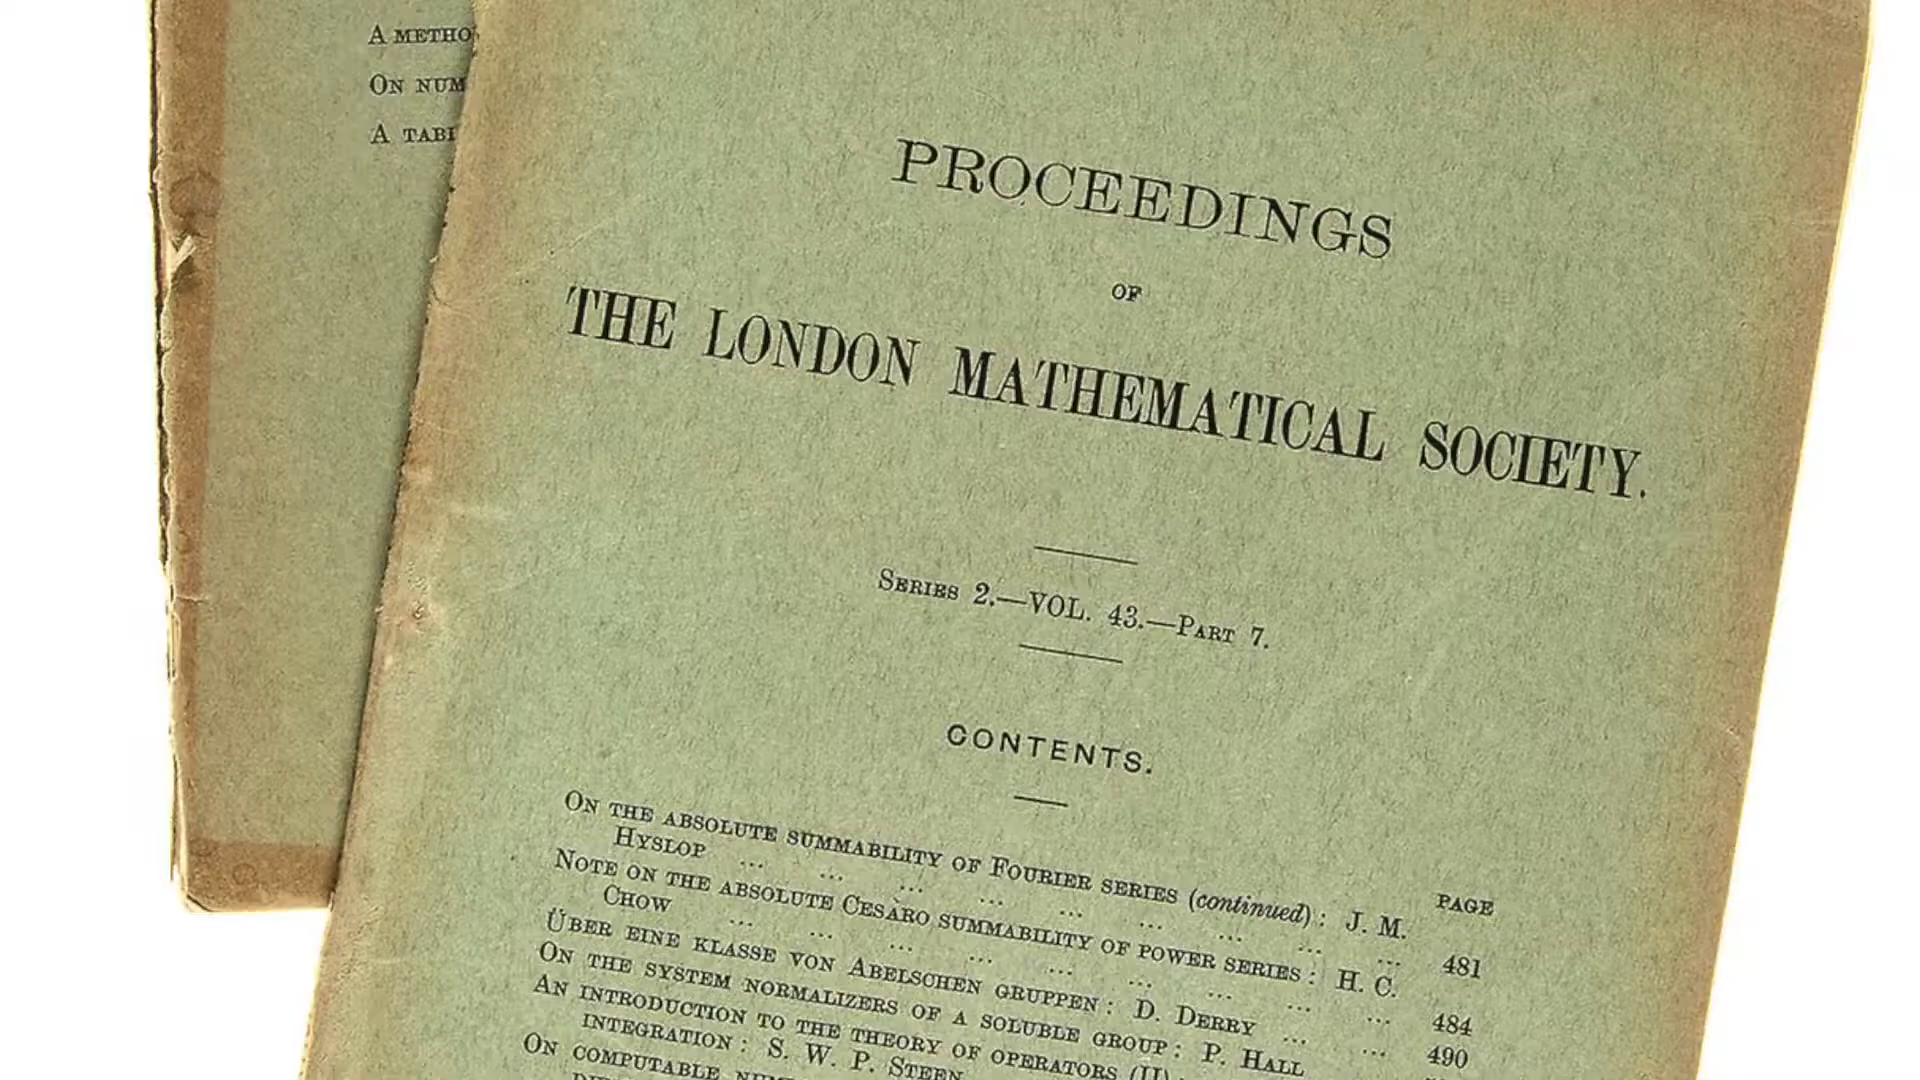 A METHO
ON NUM
A TABL
PROCEEDINGS
OF
THE LONDON MATHEMATICAL SOCIETY.
SERIES 2.—VOL. 43.—PART 7.
CONTENTS.
PAGE
ON THE ABSOLUTE SUMMABILITY OF FOURIER SERIES (continued): J. M.
HYSLOP ... ... ... ... ... ... ... ... ... 481
NOTE ON THE ABSOLUTE CESÀRO SUMMABILITY OF POWER SERIES: H. C.
CHOW ... ... ... ... ... ... ... ... ... 484
ÜBER EINE KLASSE VON ABELSCHEN GRUPPEN: D. DERRY ... ... 490
ON THE SYSTEM NORMALIZERS OF A SOLUBLE GROUP: P. HALL
AN INTRODUCTION TO THE THEORY OF OPERATORS (II):
INTEGRATION: S. W. P. STEEN
ON COMPUTABLE NUM